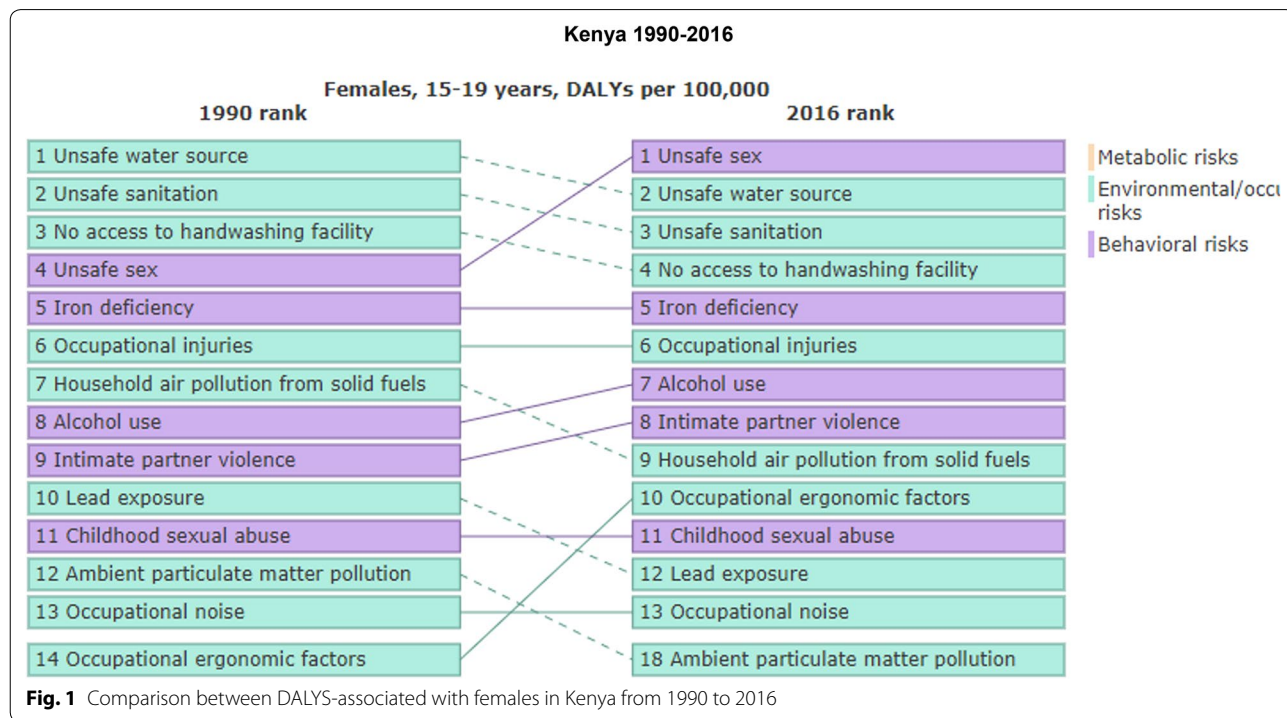 Kenya 1990-2016
Females, 15-19 years, DALYs per 100,000
1990 rank
2016 rank
1 Unsafe water source
2 Unsafe sanitation
3 No access to handwashing facility
4 Unsafe sex
5 Iron deficiency
6 Occupational injuries
7 Household air pollution from solid fuels
8 Alcohol use
9 Intimate partner violence
10 Lead exposure
11 Childhood sexual abuse
12 Ambient particulate matter pollution
13 Occupational noise
14 Occupational ergonomic factors
1 Unsafe sex
2 Unsafe water source
3 Unsafe sanitation
4 No access to handwashing facility
5 Iron deficiency
6 Occupational injuries
7 Alcohol use
8 Intimate partner violence
9 Household air pollution from solid fuels
10 Occupational ergonomic factors
11 Childhood sexual abuse
12 Lead exposure
13 Occupational noise
18 Ambient particulate matter pollution
Metabolic risks
Environmental/occu
risks
Behavioral risks
Fig. 1 Comparison between DALYS-associated with females in Kenya from 1990 to 2016